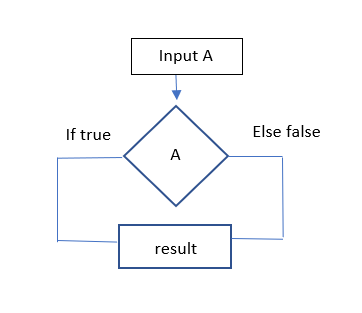 Input A
If true
Else false
A
result